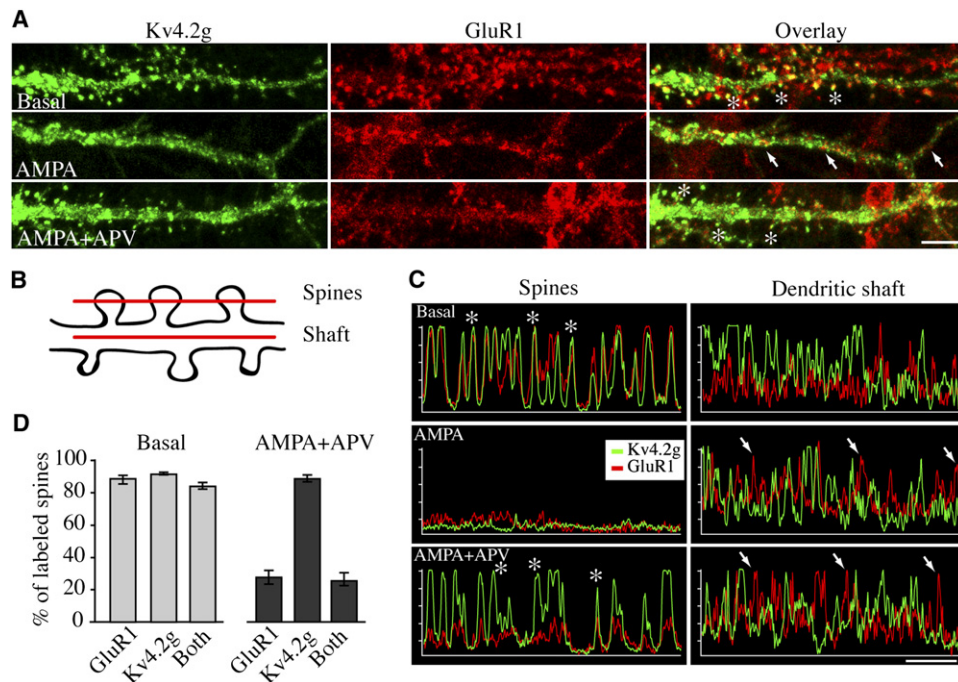 A
Kv4.2g GluR1 Overlay
Basal
* * *
AMPA
AMPA+APV
* * *
B
Spines
Shaft
C
Spines Dendritic shaft
Basal
* * *
AMPA
Kv4.2g
GluR1
AMPA+APV
* * *
D
Basal AMPA+APV
% of labeled spines
100
80
60
40
20
0
GluR1 Kv4.2g Both GluR1 Kv4.2g Both